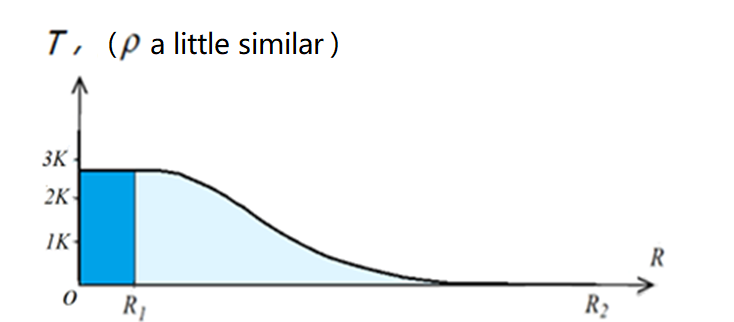 T, (ρ a little similar)
3K
2K
1K
R
O
R₁
R₂